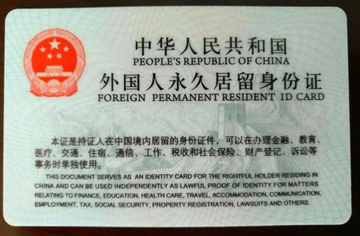 中华人民共和国
PEOPLE'S REPUBLIC OF CHINA
外国人永久居留身份证
FOREIGN PERMANENT RESIDENT ID CARD
本证是持证人在中国境内居留的身份证件，可以在办理金融、教育、
医疗、交通、住宿、通信、工作、税收和社会保险、财产登记、诉讼等
事务时单独使用。
THIS DOCUMENT SERVES AS AN IDENTITY CARD FOR THE RIGHTFUL HOLDER RESIDING IN
CHINA AND CAN BE USED INDEPENDENTLY AS LAWFUL PROOF OF IDENTITY FOR MATTERS
RELATING TO FINANCE, EDUCATION, HEALTH CARE, TRAVEL, ACCOMMODATION, COMMUNICATION,
EMPLOYMENT, TAX, SOCIAL SECURITY, PROPERTY REGISTRATION, LAWSUITS AND OTHERS.